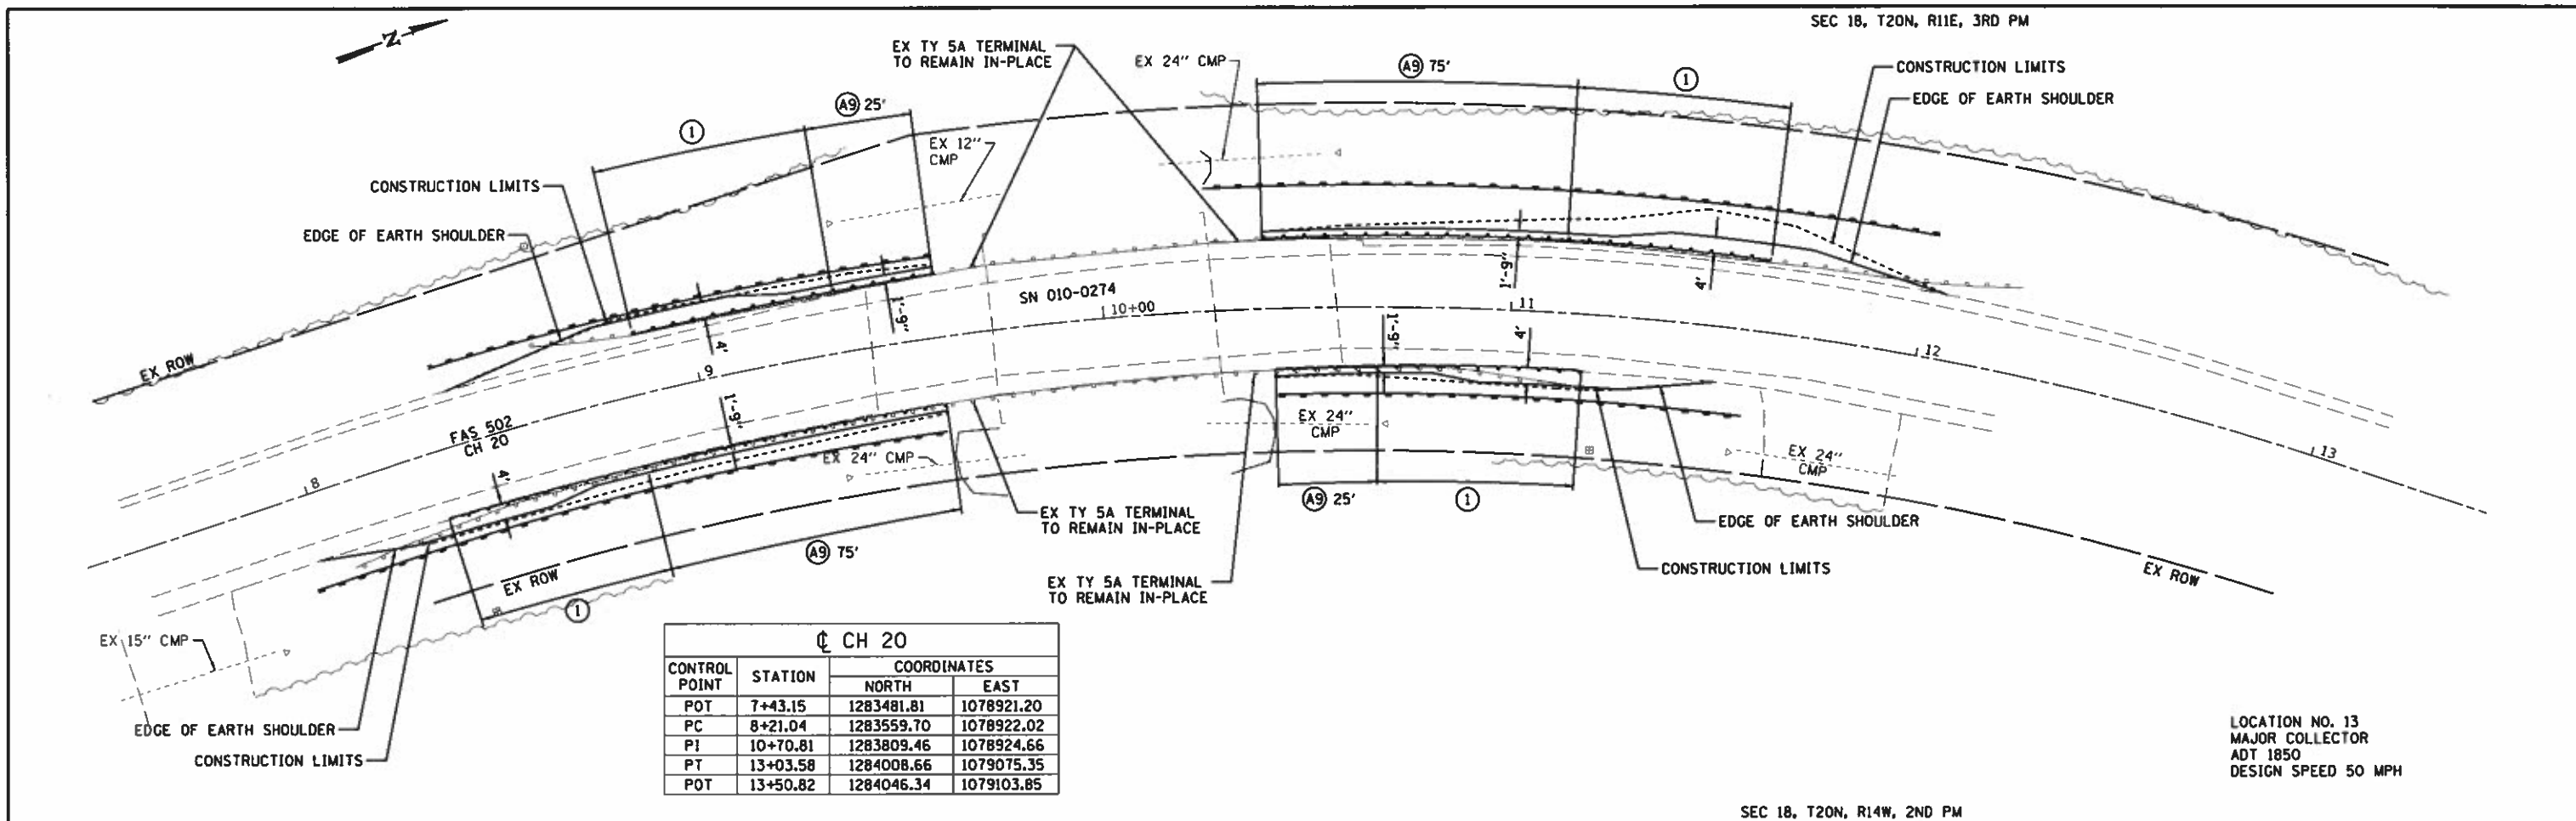 SEC 18, T20N, R11E, 3RD PM
N
EX TY 5A TERMINAL
TO REMAIN IN-PLACE
EX 24" CMP
A9 75'
1
CONSTRUCTION LIMITS
EDGE OF EARTH SHOULDER
1
A9 25'
EX 12"
CMP
CONSTRUCTION LIMITS
EDGE OF EARTH SHOULDER
1'-9"
4'
SN 010-0274
10+00
1'-9"
11
4'
EX ROW
4'
9
1'-9"
4'
12
FAS 502
CH 20
1'-9"
8
4'
EX 24" CMP
EX 24"
CMP
EX 24"
CMP
13
A9 25'
1
EX TY 5A TERMINAL
TO REMAIN IN-PLACE
EDGE OF EARTH SHOULDER
A9 75'
EX ROW
1
CONSTRUCTION LIMITS
EX ROW
EX TY 5A TERMINAL
TO REMAIN IN-PLACE
EX 15" CMP
EDGE OF EARTH SHOULDER
CONSTRUCTION LIMITS
℄ CH 20
CONTROL POINT STATION COORDINATES
NORTH EAST
POT 7+43.15 1283481.81 1078921.20
PC 8+21.04 1283559.70 1078922.02
PI 10+70.81 1283809.46 1078924.66
PT 13+03.58 1284008.66 1079075.35
POT 13+50.82 1284046.34 1079103.85
LOCATION NO. 13
MAJOR COLLECTOR
ADT 1850
DESIGN SPEED 50 MPH
SEC 18, T20N, R14W, 2ND PM